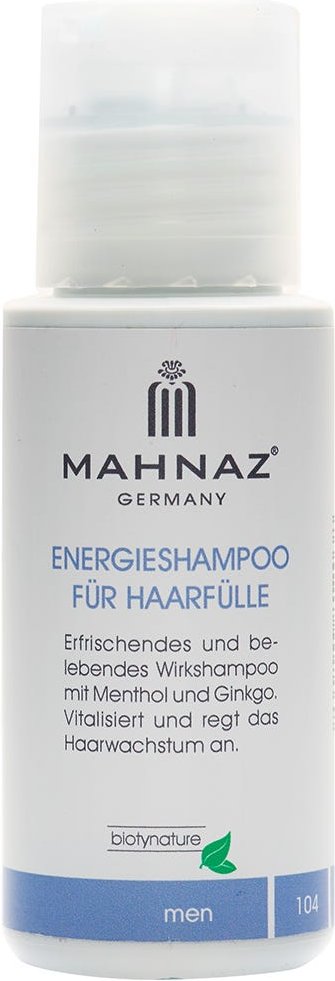 MAHNAZ®
GERMANY
ENERGIESHAMPOO
FÜR HAARFÜLLE
Erfrischendes und be-
lebendes Wirkshampoo
mit Menthol und Ginkgo.
Vitalisiert und regt das
Haarwachstum an.
biotynature
men
104